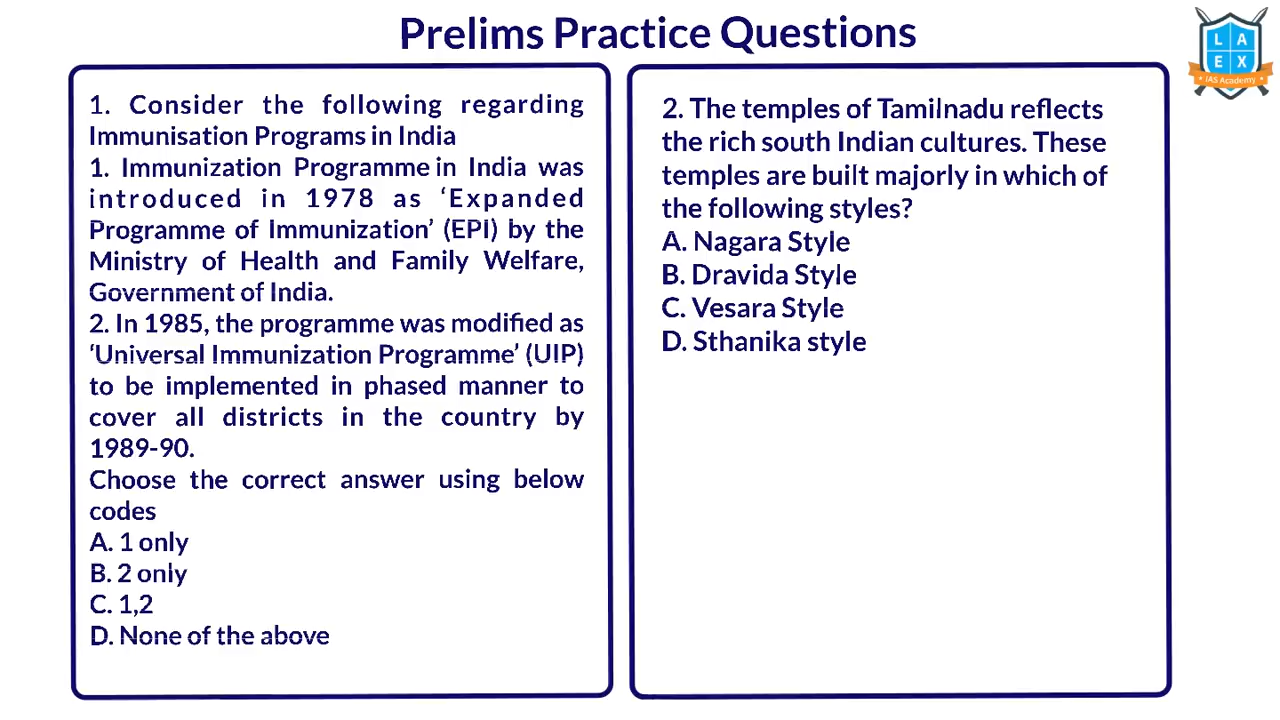 Prelims Practice Questions
L A
E X
IAS Academy
1. Consider the following regarding
Immunisation Programs in India
1. Immunization Programme in India was
introduced in 1978 as ‘Expanded
Programme of Immunization’ (EPI) by the
Ministry of Health and Family Welfare,
Government of India.
2. In 1985, the programme was modified as
‘Universal Immunization Programme’ (UIP)
to be implemented in phased manner to
cover all districts in the country by
1989-90.
Choose the correct answer using below
codes
A. 1 only
B. 2 only
C. 1,2
D. None of the above
2. The temples of Tamilnadu reflects
the rich south Indian cultures. These
temples are built majorly in which of
the following styles?
A. Nagara Style
B. Dravida Style
C. Vesara Style
D. Sthanika style